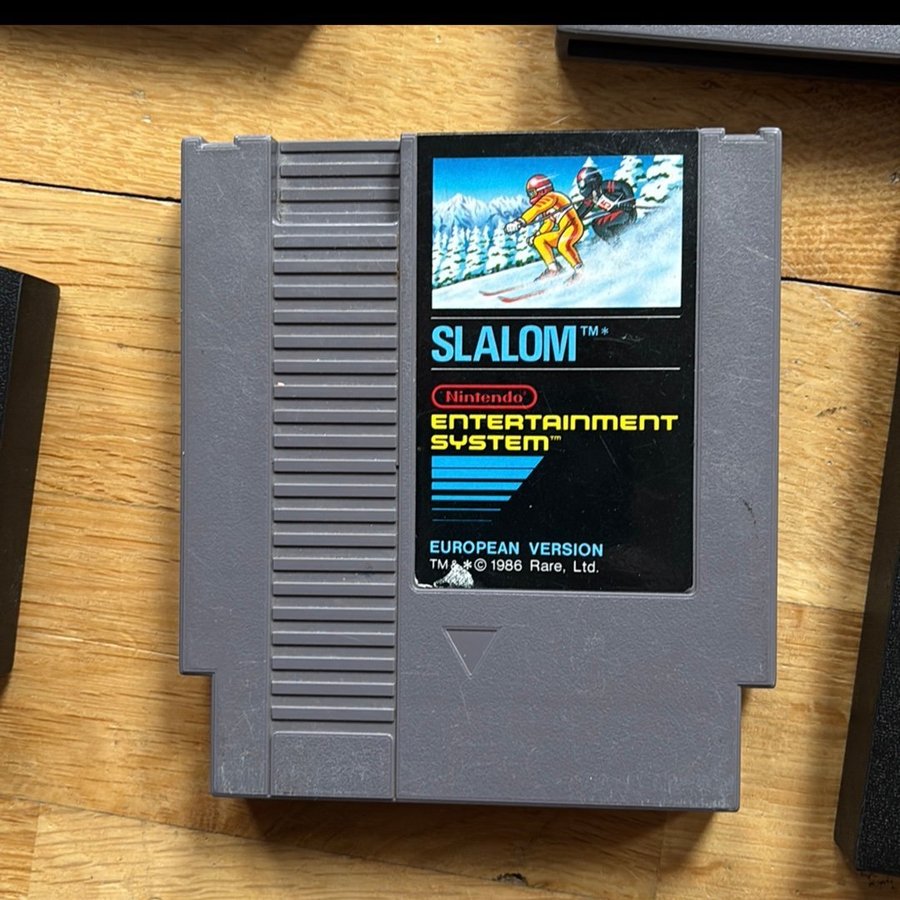 SLALOM™*
Nintendo®
ENTERTAINMENT
SYSTEM™
EUROPEAN VERSION
TM & *© 1986 Rare, Ltd.